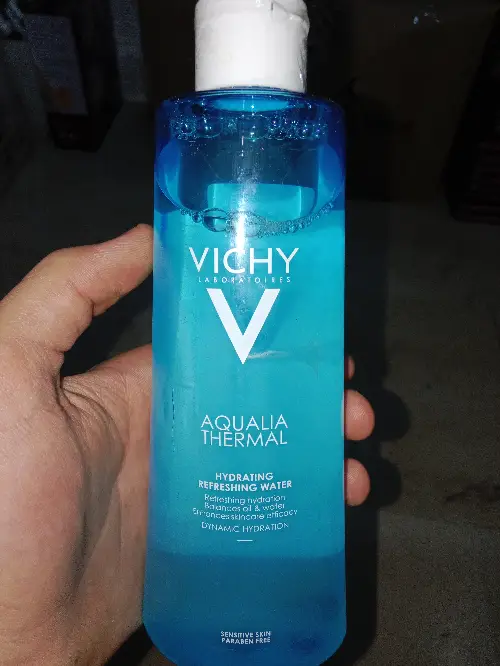 VICHY
LABORATOIRES
AQUALIA
THERMAL
HYDRATING
REFRESHING WATER
Refreshing hydration
Balances oil & water
Enhances skincare efficacy
DYNAMIC HYDRATION
SENSITIVE SKIN
PARABEN FREE